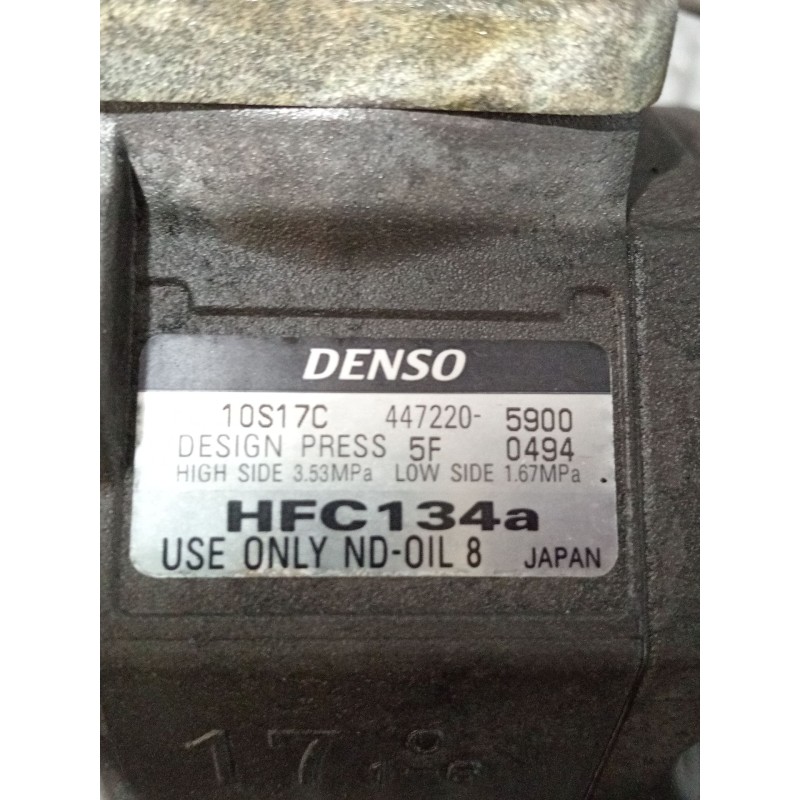 DENSO
10S17C 447220- 5900
DESIGN PRESS 5F 0494
HIGH SIDE 3.53MPa LOW SIDE 1.67MPa
HFC134a
USE ONLY ND-OIL 8 JAPAN
17